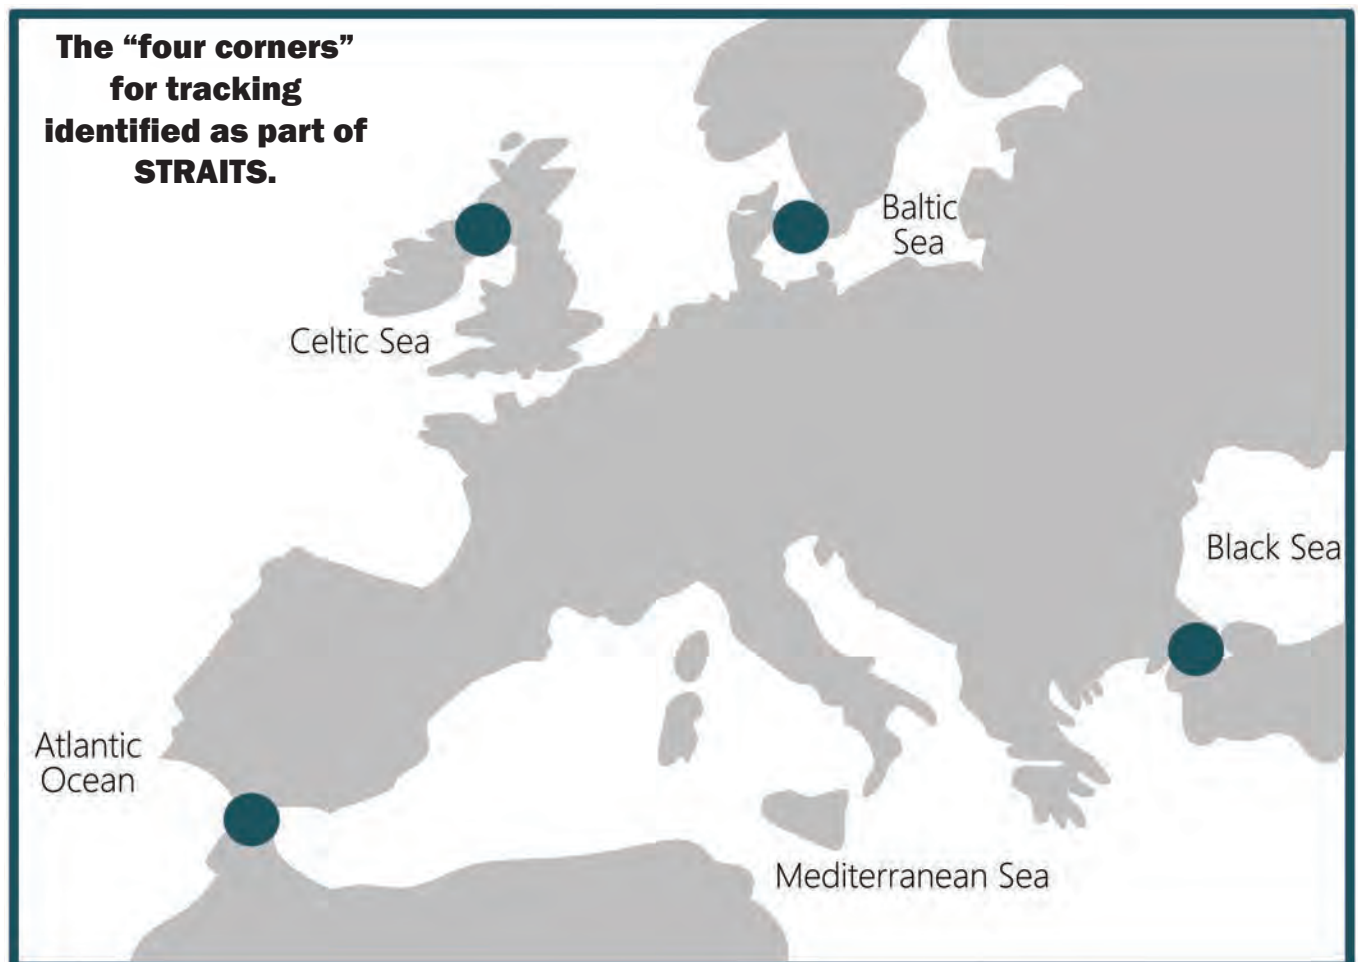 The “four corners”
for tracking
identified as part of
STRAITS.
Baltic
Sea
Celtic Sea
Black Sea
Atlantic
Ocean
Mediterranean Sea